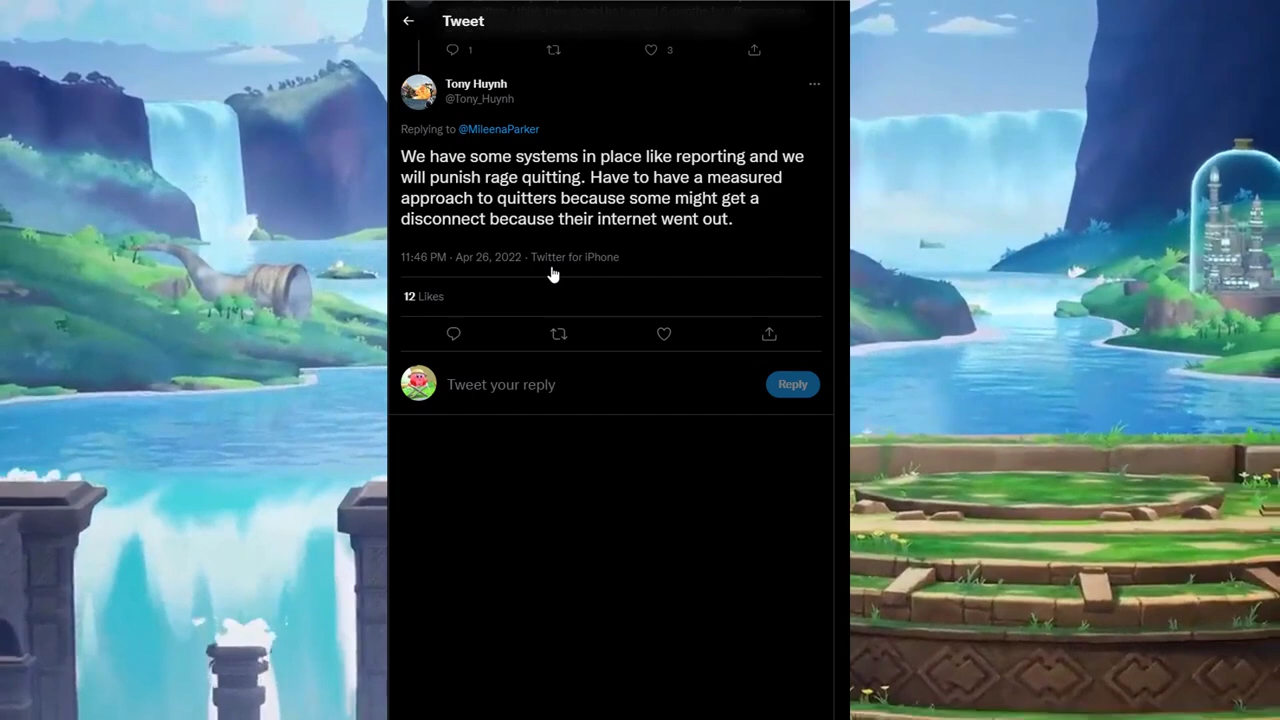 Tweet
1
3
Tony Huynh
@Tony_Huynh
Replying to @MileenaParker
We have some systems in place like reporting and we
will punish rage quitting. Have to have a measured
approach to quitters because some might get a
disconnect because their internet went out.
11:46 PM · Apr 26, 2022 · Twitter for iPhone
12 Likes
Tweet your reply
Reply